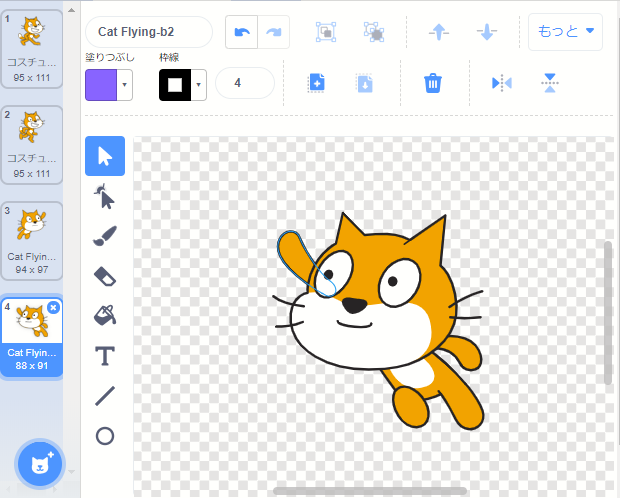 1
コスチュ...
95 x 111
2
コスチュ...
95 x 111
3
Cat Flyin...
94 x 97
4
Cat Flyin...
88 x 91
Cat Flying-b2
もっと
塗りつぶし
枠線
4
T